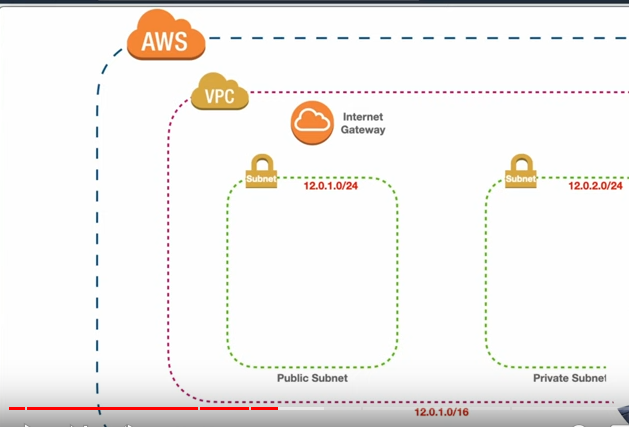 AWS
VPC
Internet
Gateway
Subnet
12.0.1.0/24
Subnet
12.0.2.0/24
Public Subnet
Private Subnet
12.0.1.0/16